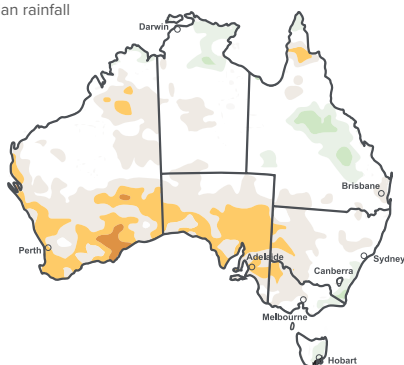 an rainfall
Darwin
Brisbane
Perth
Adelaide
Sydney
Canberra
Melbourne
Hobart